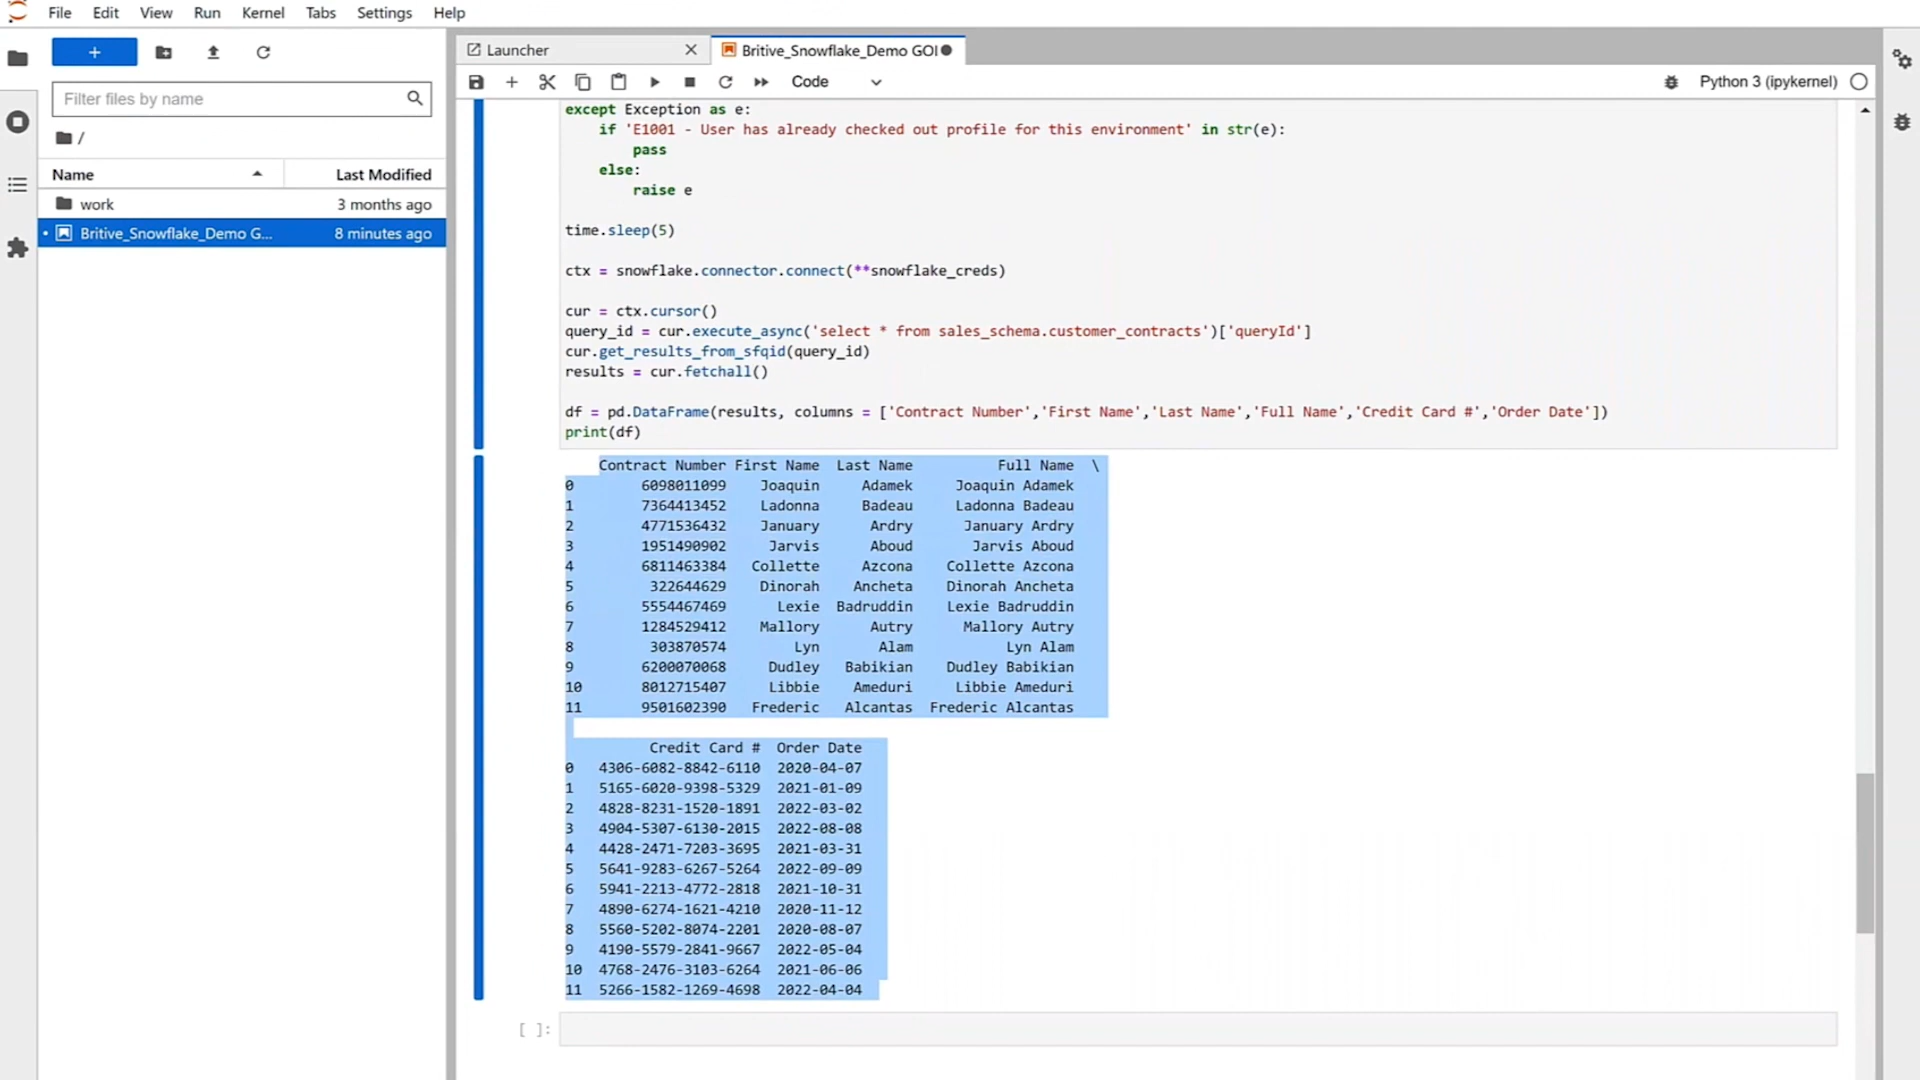 File Edit View Run Kernel Tabs Settings Help
+
Filter files by name
/
Name Last Modified
work 3 months ago
Britive_Snowflake_Demo G... 8 minutes ago
Launcher
Britive_Snowflake_Demo GOI
Code
Python 3 (ipykernel)
except Exception as e:
if 'E1001 - User has already checked out profile for this environment' in str(e):
pass
else:
raise e
time.sleep(5)
ctx = snowflake.connector.connect(**snowflake_creds)
cur = ctx.cursor()
query_id = cur.execute_async('select * from sales_schema.customer_contracts')['queryId']
cur.get_results_from_sfqid(query_id)
results = cur.fetchall()
df = pd.DataFrame(results, columns = ['Contract Number','First Name','Last Name','Full Name','Credit Card #','Order Date'])
print(df)
Contract Number First Name Last Name Full Name \
0 6098011099 Joaquin Adamek Joaquin Adamek
1 7364413452 Ladonna Badeau Ladonna Badeau
2 4771536432 January Ardry January Ardry
3 1951490902 Jarvis Aboud Jarvis Aboud
4 6811463384 Collette Azcona Collette Azcona
5 322644629 Dinorah Ancheta Dinorah Ancheta
6 5554467469 Lexie Badruddin Lexie Badruddin
7 1284529412 Mallory Autry Mallory Autry
8 303870574 Lyn Alam Lyn Alam
9 6200070068 Dudley Babikian Dudley Babikian
10 8012715407 Libbie Ameduri Libbie Ameduri
11 9501602390 Frederic Alcantas Frederic Alcantas
Credit Card # Order Date
0 4306-6082-8842-6110 2020-04-07
1 5165-6020-9398-5329 2021-01-09
2 4828-8231-1520-1891 2022-03-02
3 4904-5307-6130-2015 2022-08-08
4 4428-2471-7203-3695 2021-03-31
5 5641-9283-6267-5264 2022-09-09
6 5941-2213-4772-2818 2021-10-31
7 4890-6274-1621-4210 2020-11-12
8 5560-5202-8074-2201 2020-08-07
9 4190-5579-2841-9667 2022-05-04
10 4768-2476-3103-6264 2021-06-06
11 5266-1582-1269-4698 2022-04-04
[ ]: